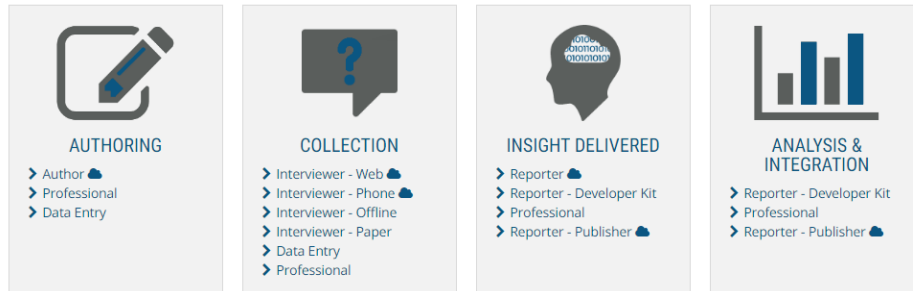 AUTHORING
Author
Professional
Data Entry
?
COLLECTION
Interviewer - Web
Interviewer - Phone
Interviewer - Offline
Interviewer - Paper
Data Entry
Professional
INSIGHT DELIVERED
Reporter
Reporter - Developer Kit
Professional
Reporter - Publisher
ANALYSIS &
INTEGRATION
Reporter - Developer Kit
Professional
Reporter - Publisher